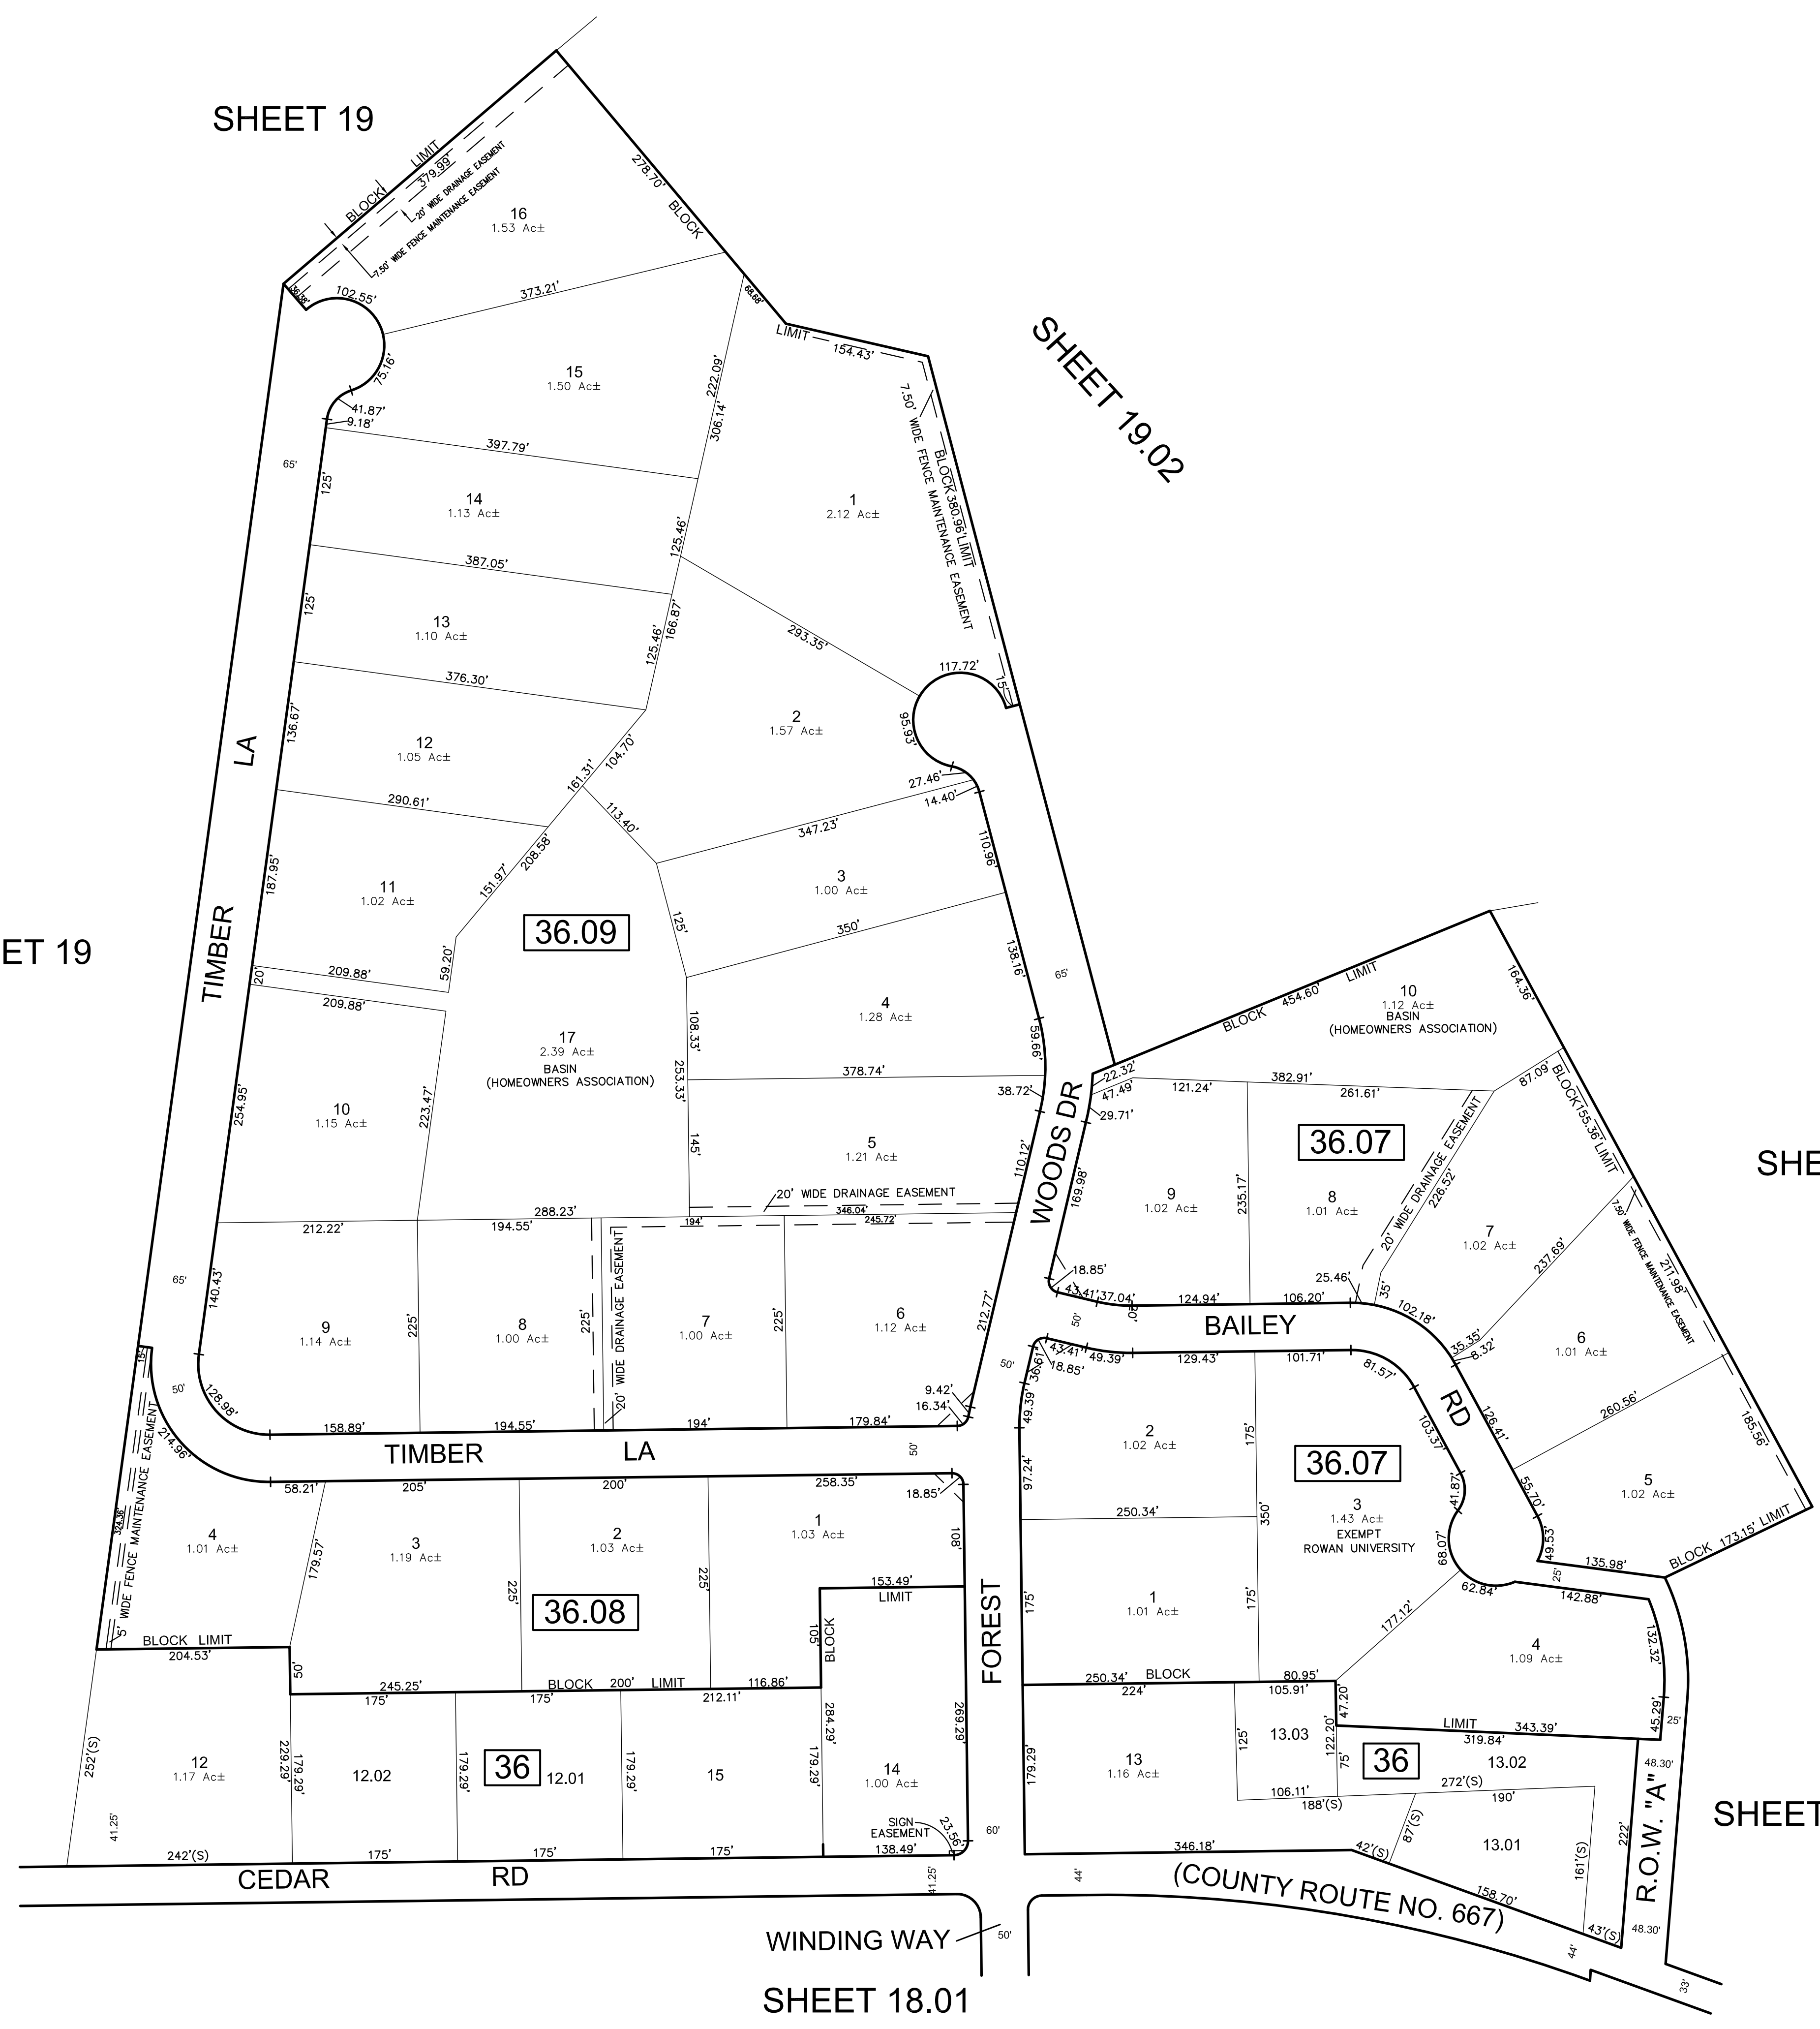 SHEET 19
BLOCK
LIMIT
379.99'
20' WIDE DRAINAGE EASEMENT
7.50' WIDE FENCE MAINTENANCE EASEMENT
278.70'
BLOCK
16
1.53 Ac±
36.38'
102.55'
373.21'
68.68'
LIMIT
154.43'
SHEET 19.02
75.16'
15
1.50 Ac±
222.09'
306.14'
41.87'
9.18'
397.79'
7.50' WIDE FENCE MAINTENANCE EASEMENT
BLOCK 380.96' LIMIT
65'
125'
14
1.13 Ac±
1
2.12 Ac±
125.46'
387.05'
125'
13
1.10 Ac±
166.87'
125.46'
293.35'
117.72'
15'
376.30'
136.67'
12
1.05 Ac±
LA
2
1.57 Ac±
95.93'
104.70'
161.31'
27.46'
14.40'
290.61'
113.40'
347.23'
110.96'
208.58'
151.97'
187.95'
11
1.02 Ac±
3
1.00 Ac±
36.09
125'
350'
ET 19
TIMBER
59.20'
138.16'
65'
20'
209.88'
209.88'
4
1.28 Ac±
108.33'
59.66'
17
2.39 Ac±
BASIN
(HOMEOWNERS ASSOCIATION)
253.33'
378.74'
38.72'
254.95'
10
1.15 Ac±
223.47'
145'
5
1.21 Ac±
110.12'
WOODS DR
20' WIDE DRAINAGE EASEMENT
288.23'
346.04'
212.22'
194.55'
194'
245.72'
65'
140.43'
9
1.14 Ac±
225'
8
1.00 Ac±
225'
20' WIDE DRAINAGE EASEMENT
7
1.00 Ac±
225'
6
1.12 Ac±
212.77'
15'
50'
128.98'
9.42'
16.34'
158.89'
194.55'
194'
179.84'
TIMBER
LA
50'
214.96'
58.21'
205'
200'
258.35'
18.85'
5' WIDE FENCE MAINTENANCE EASEMENT
324.36'
4
1.01 Ac±
179.57'
3
1.19 Ac±
225'
2
1.03 Ac±
225'
1
1.03 Ac±
108'
36.08
153.49'
LIMIT
105'
BLOCK
BLOCK LIMIT
204.53'
50'
245.25'
BLOCK
200'
LIMIT
116.86'
175'
175'
212.11'
FOREST
252'(S)
12
1.17 Ac±
229.29'
179.29'
12.02
179.29'
36
12.01
179.29'
15
284.29'
179.29'
14
1.00 Ac±
269.29'
41.25'
SIGN
EASEMENT
23.56'
60'
242'(S)
175'
175'
175'
138.49'
CEDAR
RD
41.25'
44'
WINDING WAY
50'
SHEET 18.01
BLOCK
454.60'
LIMIT
10
1.12 Ac±
BASIN
(HOMEOWNERS ASSOCIATION)
164.36'
22.32'
47.49'
29.71'
121.24'
382.91'
261.61'
87.09'
BLOCK 155.36' LIMIT
36.07
20' WIDE DRAINAGE EASEMENT
226.52'
169.98'
9
1.02 Ac±
235.17'
8
1.01 Ac±
7
1.02 Ac±
7.50' WIDE FENCE MAINTENANCE EASEMENT
211.98'
SHE
237.69'
18.85'
43.41'
37.04'
124.94'
106.20'
25.46'
35'
102.18'
50'
50'
BAILEY
35.35'
8.32'
6
1.01 Ac±
50'
36.61'
43.41'
18.85'
49.39'
129.43'
101.71'
81.57'
RD
126.41'
260.56'
185.56'
49.39'
2
1.02 Ac±
175'
36.07
103.37'
97.24'
250.34'
350'
3
1.43 Ac±
EXEMPT
ROWAN UNIVERSITY
41.87'
55.70'
5
1.02 Ac±
68.07'
49.53'
BLOCK 173.15' LIMIT
135.98'
25'
62.84'
142.88'
175'
1
1.01 Ac±
175'
177.12'
4
1.09 Ac±
132.32'
250.34'
BLOCK
80.95'
224'
105.91'
47.20'
LIMIT
343.39'
45.29'
25'
179.29'
13
1.16 Ac±
125'
13.03
122.20'
75'
36
319.84'
13.02
48.30'
272'(S)
106.11'
188'(S)
190'
87'(S)
13.01
161'(S)
222'
R.O.W. "A"
SHEET
346.18'
42'(S)
158.70'
43'(S)
48.30'
(COUNTY ROUTE NO. 667)
44'
33'